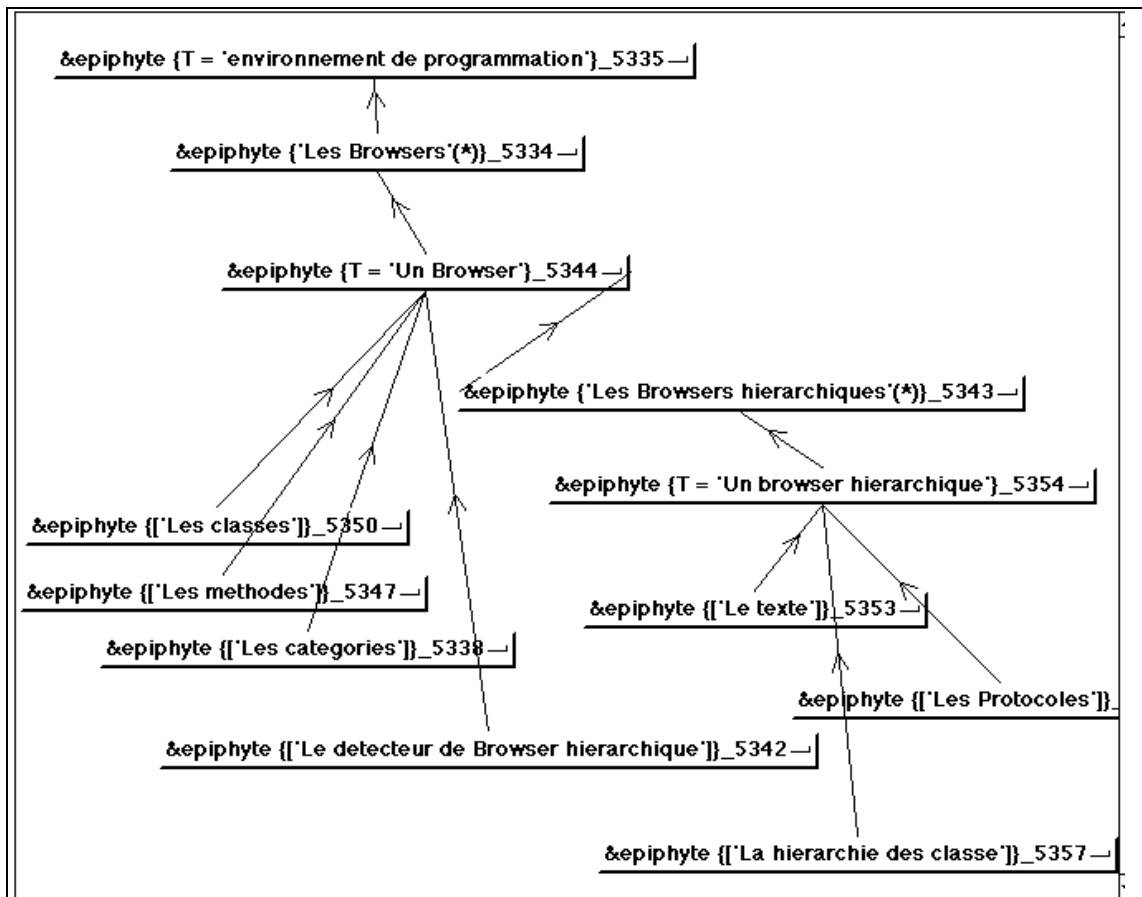 &epiphyte {T = 'environnement de programmation'}_5335
&epiphyte {'Les Browsers'(*)}_5334
&epiphyte {T = 'Un Browser'}_5344
&epiphyte {'Les Browsers hierarchiques'(*)}_5343
&epiphyte {T = 'Un browser hierarchique'}_5354
&epiphyte {['Les classes']}_5350
&epiphyte {['Les methodes']}_5347
&epiphyte {['Le texte']}_5353
&epiphyte {['Les categories']}_5338
&epiphyte {['Les Protocoles']}_
&epiphyte {['Le detecteur de Browser hierarchique']}_5342
&epiphyte {['La hierarchie des classe']}_5357